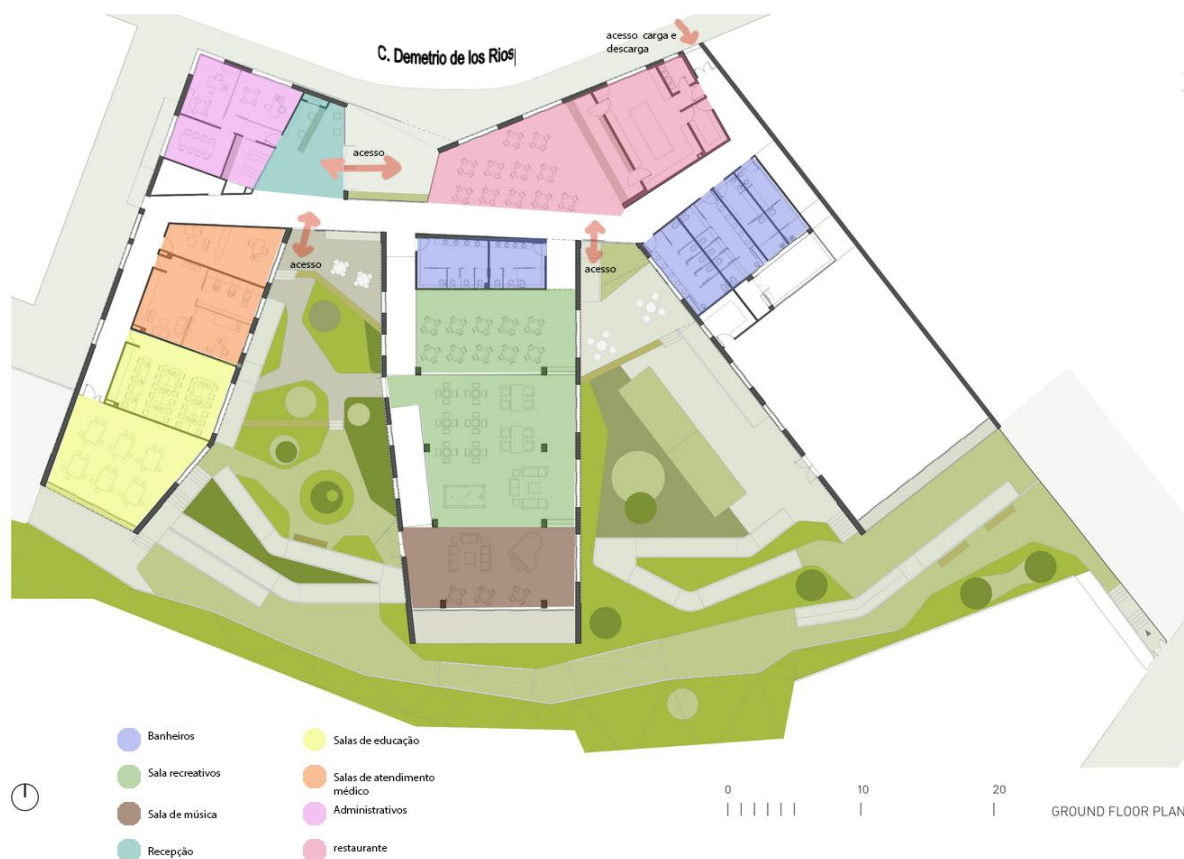 acesso carga e
descarga
C. Demetrio de los Rios
acesso
acesso
acesso
Banheiros
Salas de educação
Sala recreativos
Salas de atendimento
médico
Sala de música
Administrativos
Recepção
restaurante
0
10
20
GROUND FLOOR PLAN